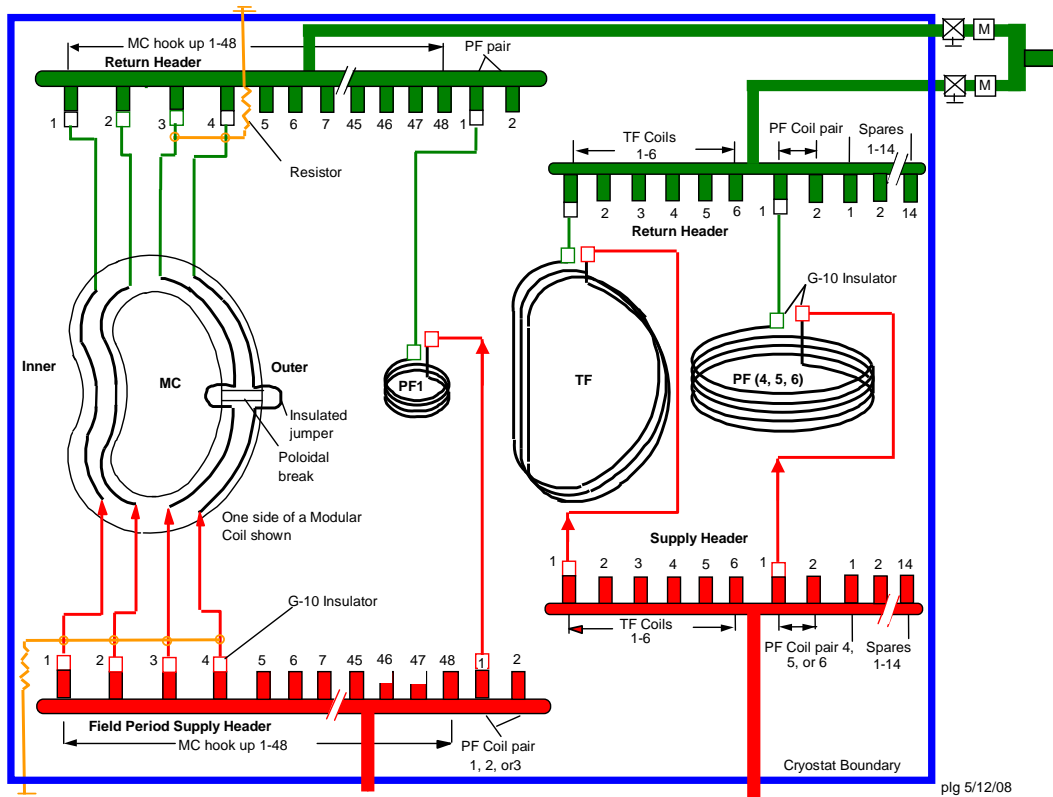 MC hook up 1-48
Return Header
PF pair
M
M
1
2
3
4
5
6
7
45
46
47
48
1
2
Resistor
TF Coils
1-6
PF Coil pair
Spares
1-14
1
2
3
4
5
6
1
2
1
2
14
Return Header
G-10 Insulator
Inner
MC
Outer
Insulated
jumper
Poloidal
break
PF1
TF
PF (4, 5, 6)
One side of a Modular
Coil shown
Supply Header
1
2
3
4
5
6
1
2
1
2
14
TF Coils
1-6
PF Coil pair 4,
5, or 6
Spares
1-14
G-10 Insulator
1
2
3
4
5
6
7
45
46
47
48
1
2
Field Period Supply Header
MC hook up 1-48
PF Coil pair
1, 2, or3
Cryostat Boundary
plg 5/12/08